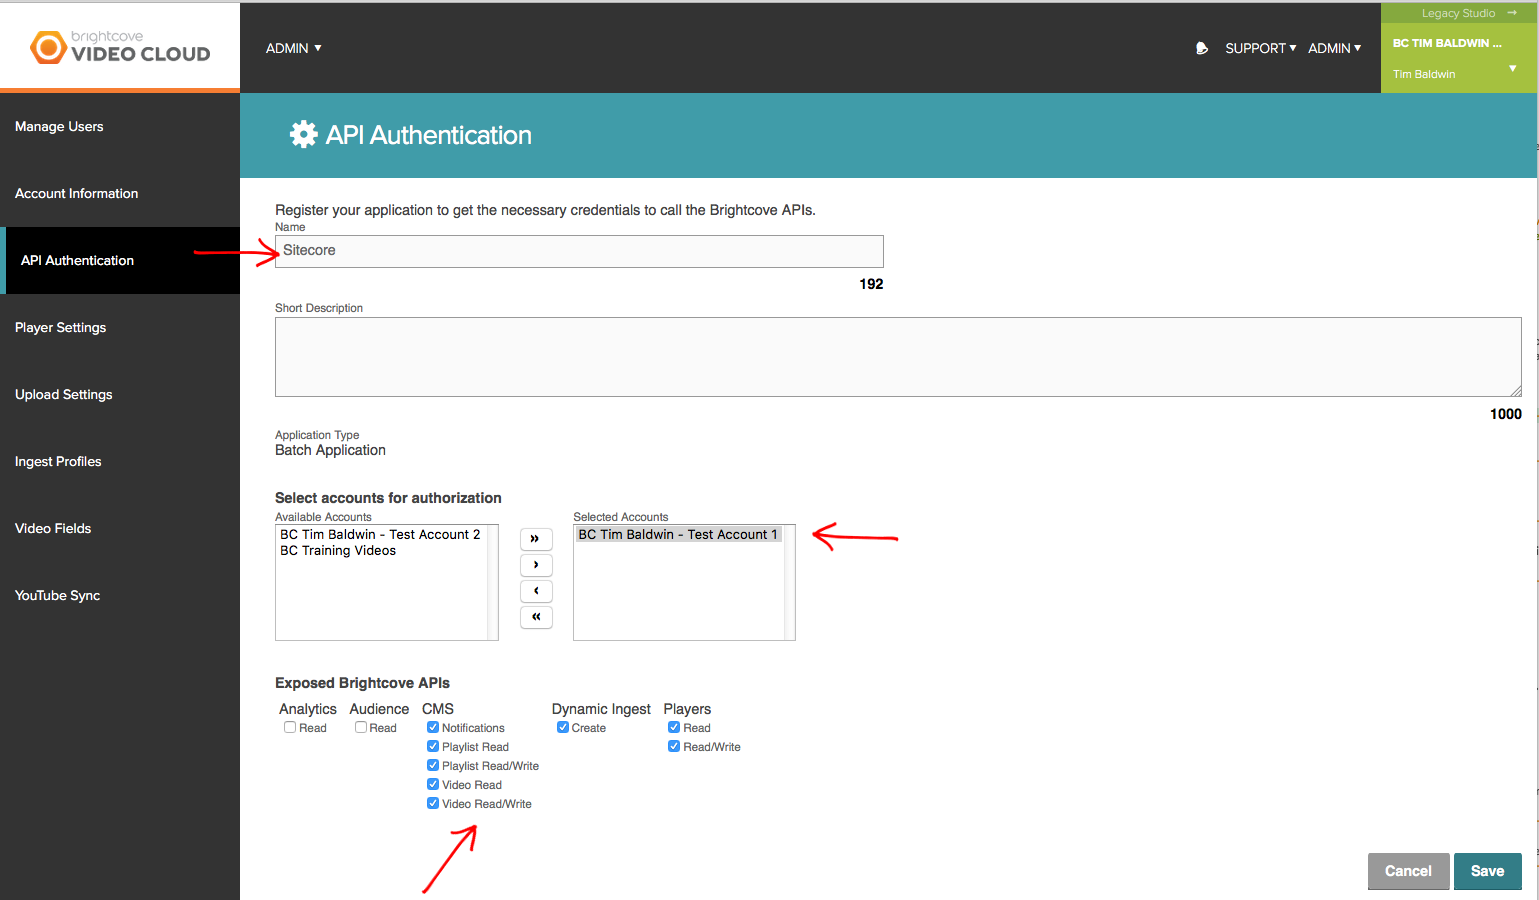 brightcove
VIDEO CLOUD
ADMIN ▼
SUPPORT ▼
ADMIN ▼
Legacy Studio →
BC TIM BALDWIN ...
Tim Baldwin
Manage Users
Account Information
API Authentication
Player Settings
Upload Settings
Ingest Profiles
Video Fields
YouTube Sync
API Authentication
Register your application to get the necessary credentials to call the Brightcove APIs.
Name
Sitecore
192
Short Description
1000
Application Type
Batch Application
Select accounts for authorization
Available Accounts
BC Tim Baldwin - Test Account 2
BC Training Videos
»
›
‹
«
Selected Accounts
BC Tim Baldwin - Test Account 1
Exposed Brightcove APIs
Analytics
Read
Audience
Read
CMS
Notifications
Playlist Read
Playlist Read/Write
Video Read
Video Read/Write
Dynamic Ingest
Create
Players
Read
Read/Write
Cancel
Save